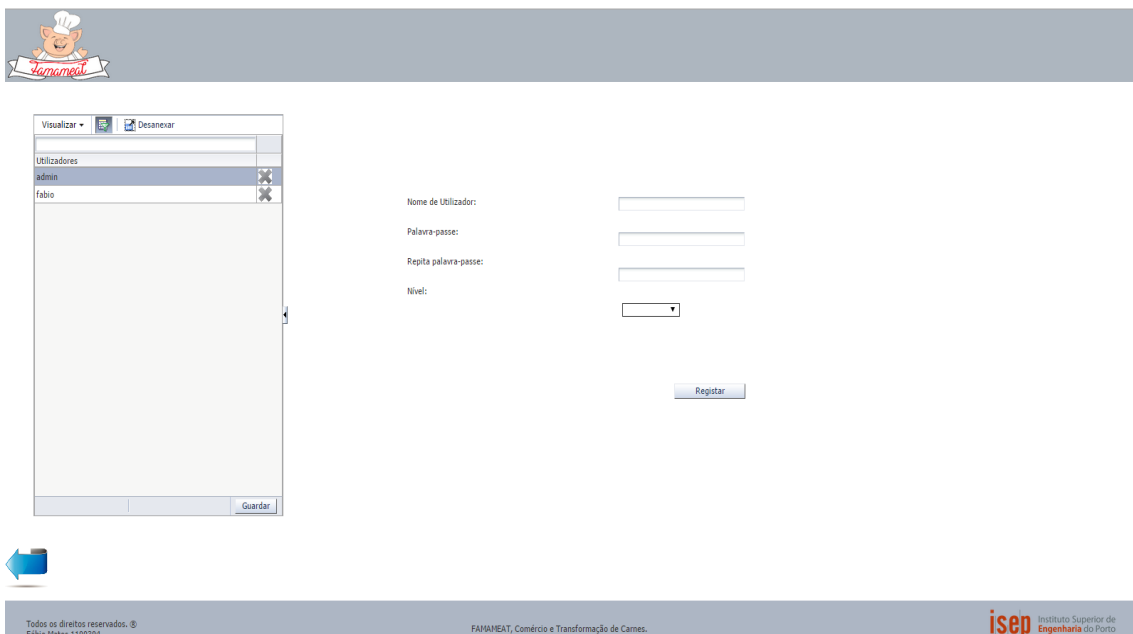 Famameat
Visualizar
Desanexar
Utilizadores
admin
fabio
Nome de Utilizador:
Palavra-passe:
Repita palavra-passe:
Nível:
Registar
Guardar
Todos os direitos reservados. ®
FAMAMEAT, Comércio e Transformação de Carnes.
isep Instituto Superior de
Engenharia do Porto